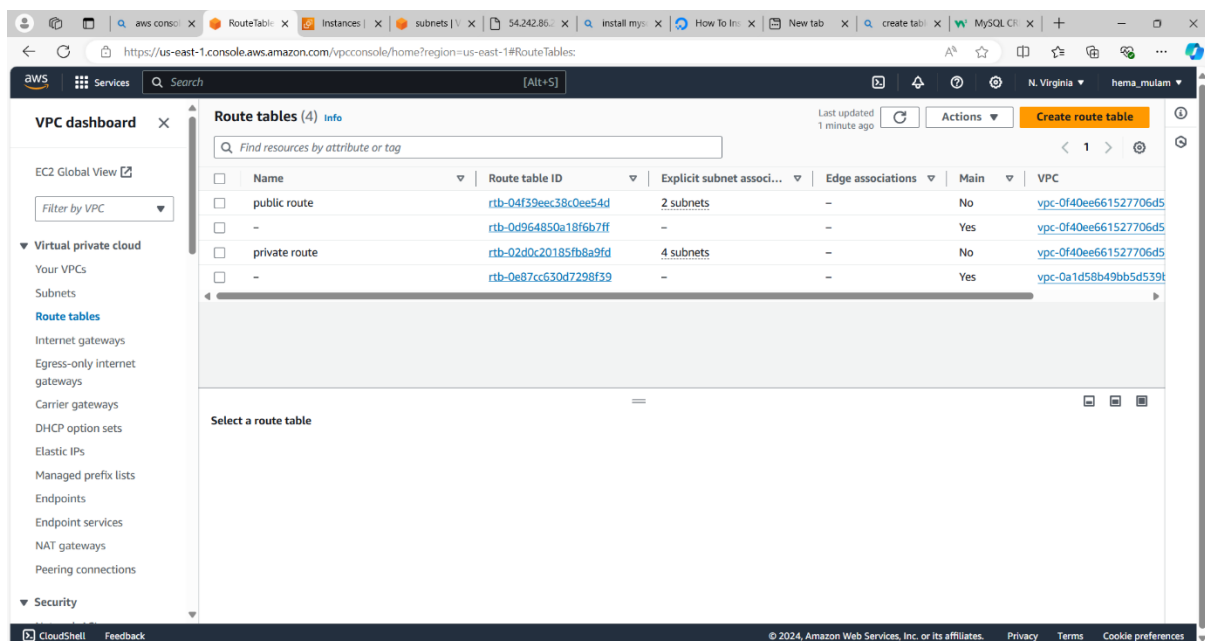 aws consol
RouteTable
Instances |
subnets | V
54.242.86.2
install mys
How To Ins
New tab
create tabl
MySQL CR
https://us-east-1.console.aws.amazon.com/vpcconsole/home?region=us-east-1#RouteTables:
aws
Services
Search
[Alt+S]
N. Virginia
hema_mulam
VPC dashboard
EC2 Global View
Filter by VPC
Virtual private cloud
Your VPCs
Subnets
Route tables
Internet gateways
Egress-only internet
gateways
Carrier gateways
DHCP option sets
Elastic IPs
Managed prefix lists
Endpoints
Endpoint services
NAT gateways
Peering connections
Security
Route tables (4) Info
Last updated
1 minute ago
Actions
Create route table
Find resources by attribute or tag
1
Name Route table ID Explicit subnet associ... Edge associations Main VPC
public route rtb-04f39eec38c0ee54d 2 subnets – No vpc-0f40ee661527706d5
– rtb-0d964850a18f6b7ff – – Yes vpc-0f40ee661527706d5
private route rtb-02d0c20185fb8a9fd 4 subnets – No vpc-0f40ee661527706d5
– rtb-0e87cc630d7298f39 – – Yes vpc-0a1d58b49bb5d539b
Select a route table
CloudShell Feedback © 2024, Amazon Web Services, Inc. or its affiliates. Privacy Terms Cookie preferences